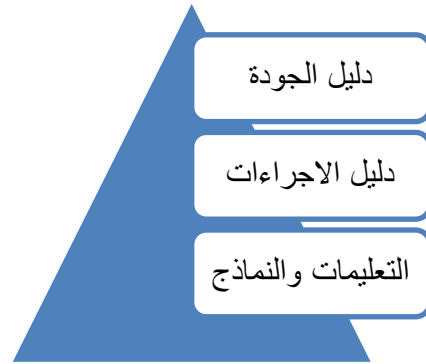 دليل الجودة
دليل الاجراءات
التعليمات والنماذج